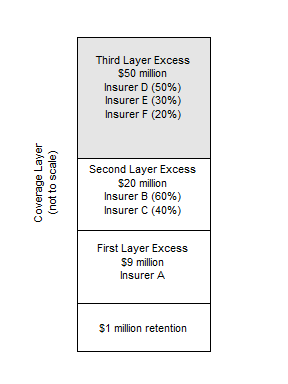 Third Layer Excess
$50 million
Insurer D (50%)
Insurer E (30%)
Insurer F (20%)
Coverage Layer
(not to scale)
Second Layer Excess
$20 million
Insurer B (60%)
Insurer C (40%)
First Layer Excess
$9 million
Insurer A
$1 million retention